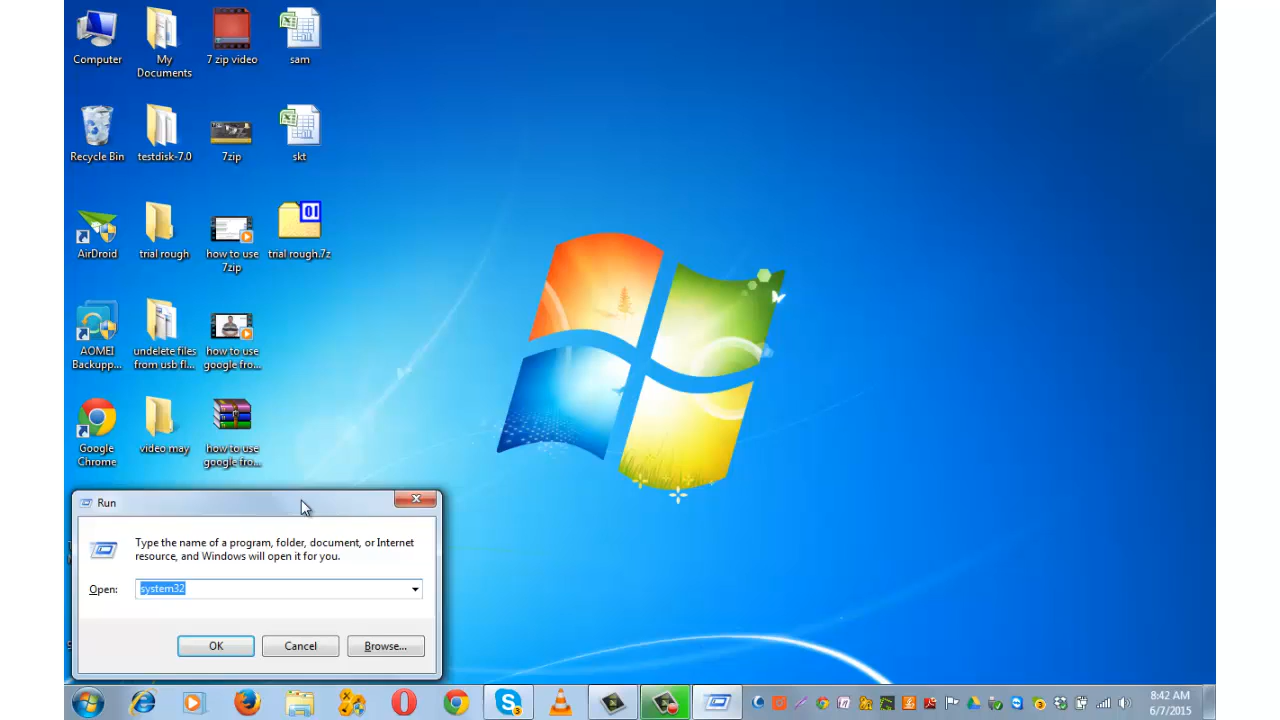 Computer
My
Documents
7 zip video
sam
Recycle Bin
testdisk-7.0
7zip
skt
AirDroid
trial rough
how to use
7zip
trial rough.7z
AOMEI
Backupp...
undelete files
from usb fl...
how to use
google fro...
Google
Chrome
video may
how to use
google fro...
Run
Type the name of a program, folder, document, or Internet
resource, and Windows will open it for you.
Open:
system32
OK
Cancel
Browse...
8:42 AM
6/7/2015